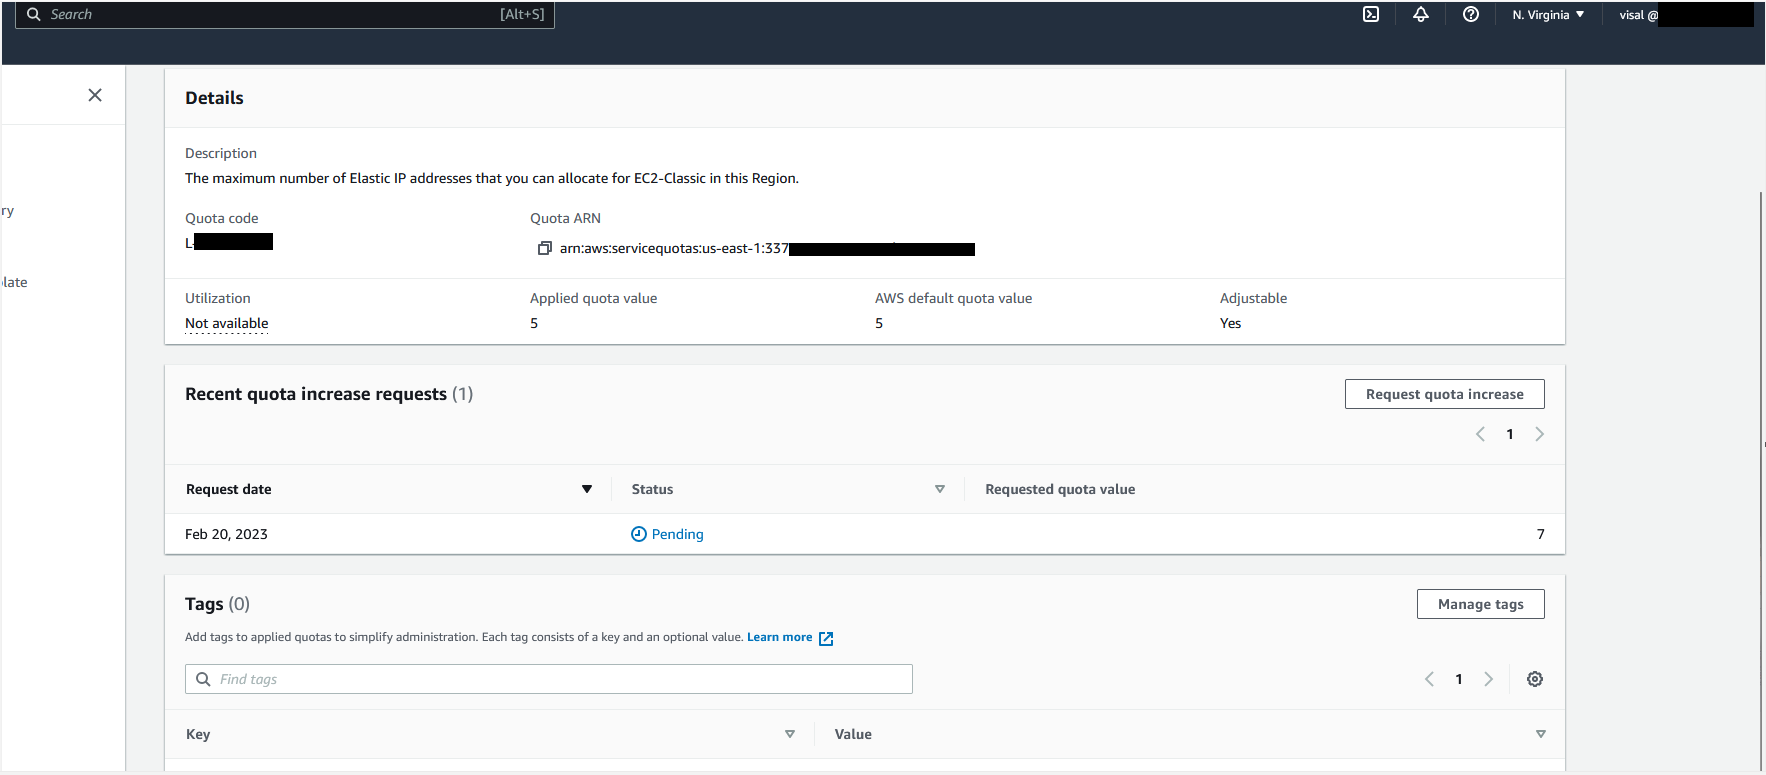 Search [Alt+S] N. Virginia visal @
Details
Description
The maximum number of Elastic IP addresses that you can allocate for EC2-Classic in this Region.
ry
Quota code Quota ARN
L- arn:aws:servicequotas:us-east-1:337
late
Utilization Applied quota value AWS default quota value Adjustable
Not available 5 5 Yes
Recent quota increase requests (1) Request quota increase
1
Request date Status Requested quota value
Feb 20, 2023 Pending 7
Tags (0) Manage tags
Add tags to applied quotas to simplify administration. Each tag consists of a key and an optional value. Learn more
Find tags 1
Key Value